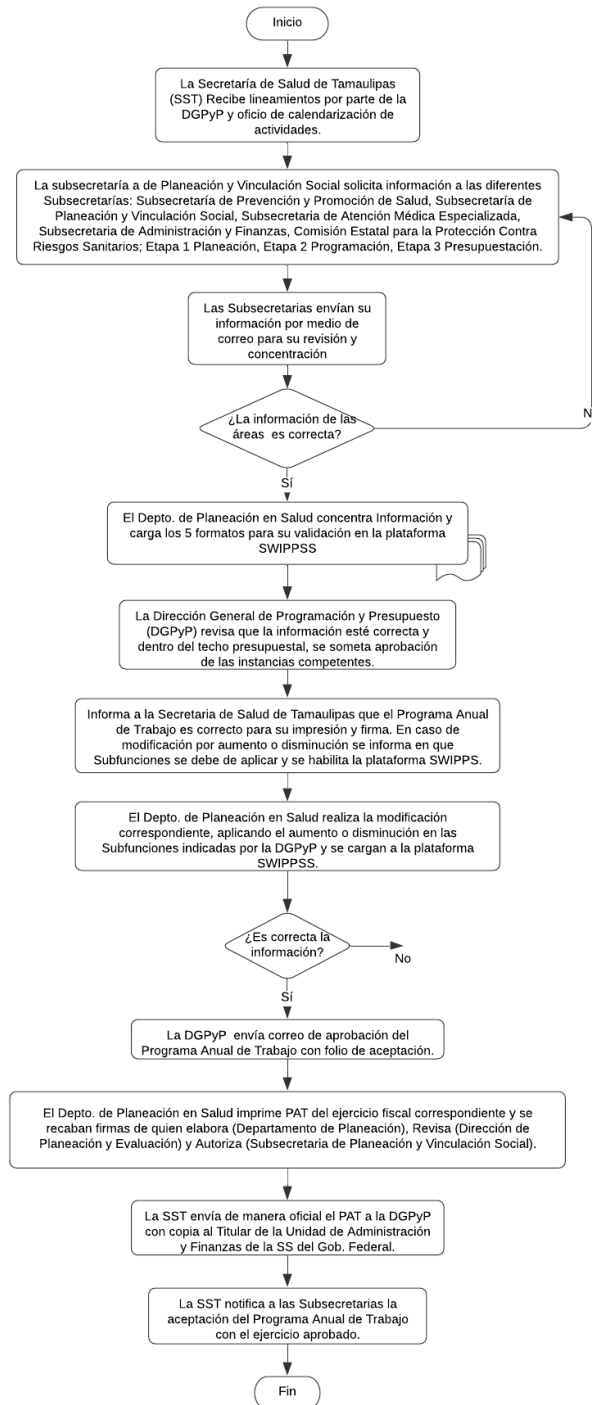 Inicio
La Secretaría de Salud de Tamaulipas
(SST) Recibe lineamientos por parte de la
DGPyP y oficio de calendarización de
actividades.
La subsecretaría a de Planeación y Vinculación Social solicita información a las diferentes
Subsecretarías: Subsecretaría de Prevención y Promoción de Salud, Subsecretaría de
Planeación y Vinculación Social, Subsecretaria de Atención Médica Especializada,
Subsecretaria de Administración y Finanzas, Comisión Estatal para la Protección Contra
Riesgos Sanitarios; Etapa 1 Planeación, Etapa 2 Programación, Etapa 3 Presupuestación.
Las Subsecretarias envían su
información por medio de
correo para su revisión y
concentración
¿La información de las
áreas es correcta?
N
Sí
El Depto. de Planeación en Salud concentra Información y
carga los 5 formatos para su validación en la plataforma
SWIPPSS
La Dirección General de Programación y Presupuesto
(DGPyP) revisa que la información esté correcta y
dentro del techo presupuestal, se someta aprobación
de las instancias competentes.
Informa a la Secretaria de Salud de Tamaulipas que el Programa Anual
de Trabajo es correcto para su impresión y firma. En caso de
modificación por aumento o disminución se informa en que
Subfunciones se debe de aplicar y se habilita la plataforma SWIPPS.
El Depto. de Planeación en Salud realiza la modificación
correspondiente, aplicando el aumento o disminución en las
Subfunciones indicadas por la DGPyP y se cargan a la plataforma
SWIPPSS.
¿Es correcta la
información?
No
Sí
La DGPyP envía correo de aprobación del
Programa Anual de Trabajo con folio de aceptación.
El Depto. de Planeación en Salud imprime PAT del ejercicio fiscal correspondiente y se
recaban firmas de quien elabora (Departamento de Planeación), Revisa (Dirección de
Planeación y Evaluación) y Autoriza (Subsecretaria de Planeación y Vinculación Social).
La SST envía de manera oficial el PAT a la DGPyP
con copia al Titular de la Unidad de Administración
y Finanzas de la SS del Gob. Federal.
La SST notifica a las Subsecretarias la
aceptación del Programa Anual de Trabajo
con el ejercicio aprobado.
Fin